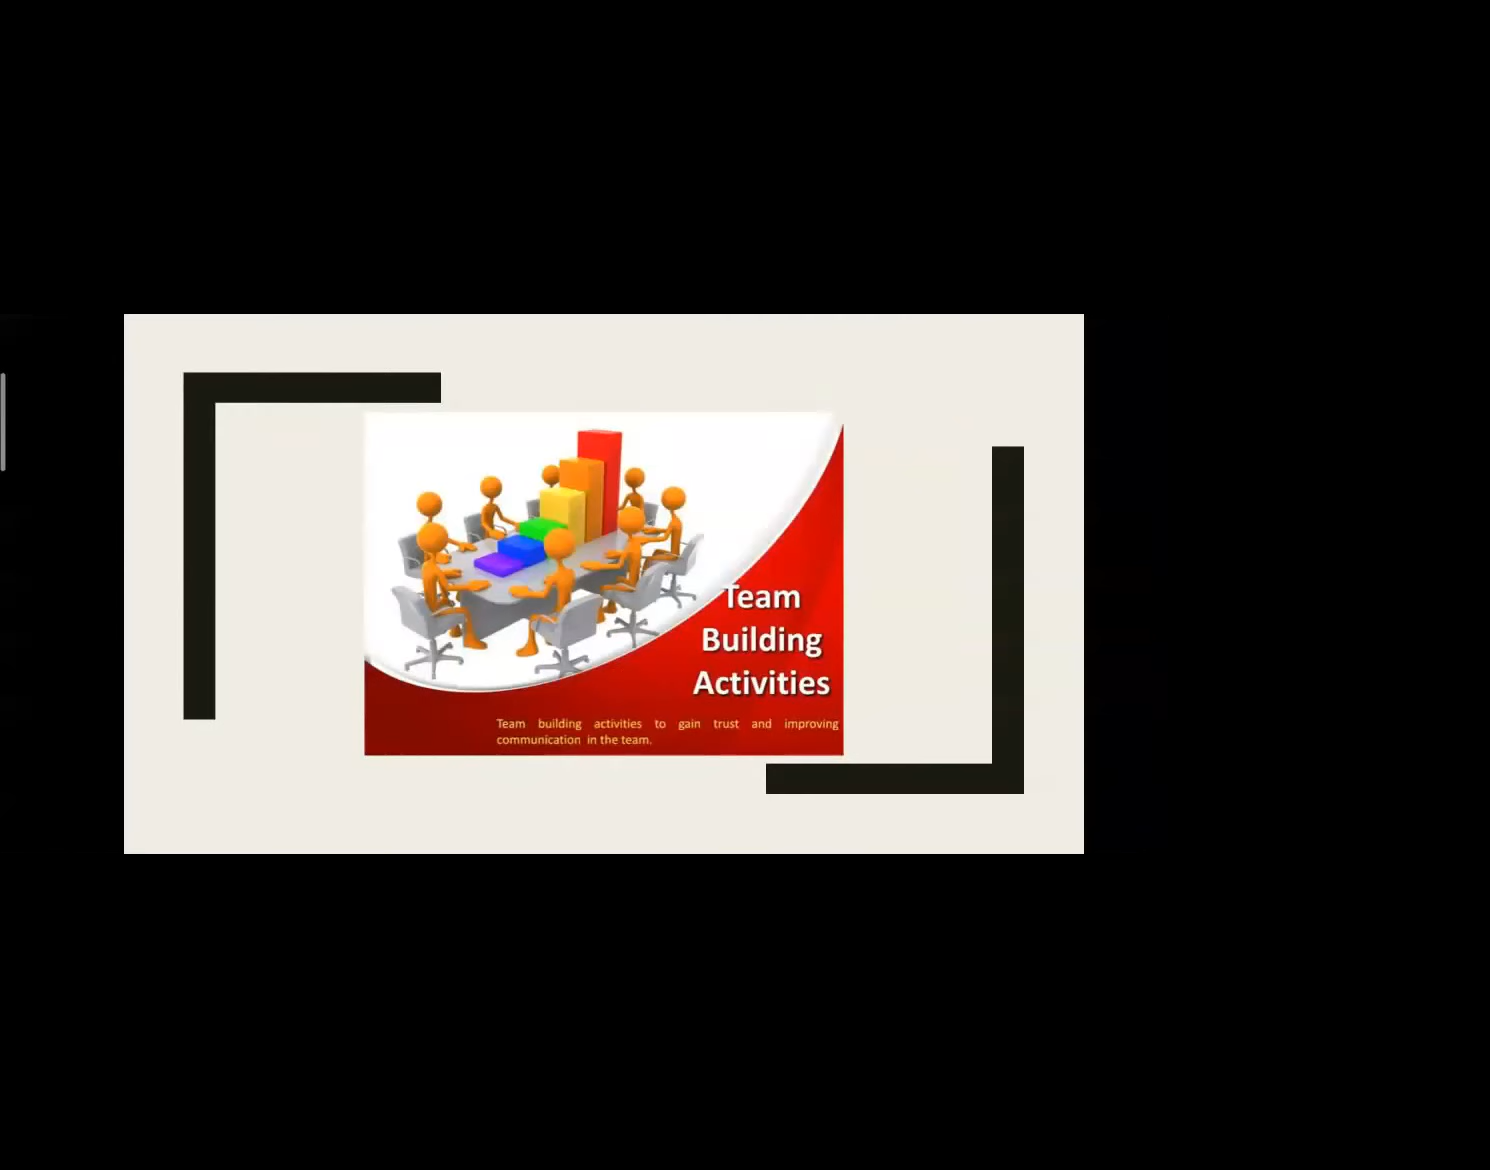 Team
Building
Activities
Team building activities to gain trust and improving
communication in the team.